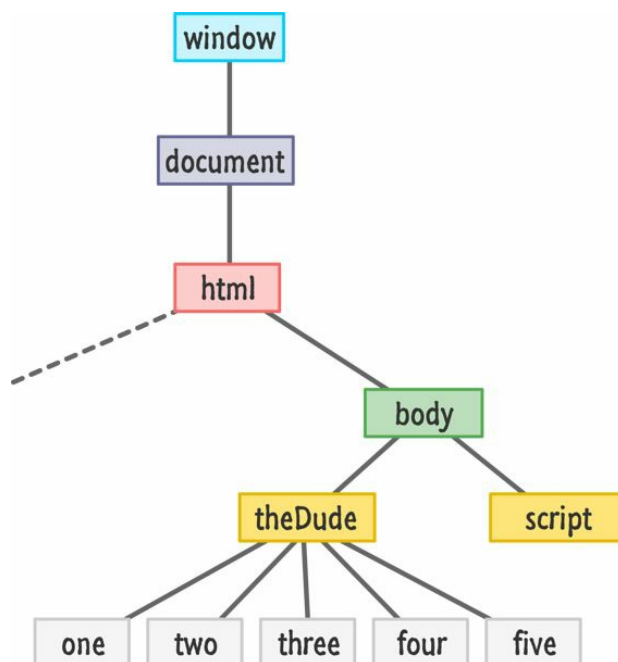 window
document
html
body
theDude
script
one
two
three
four
five